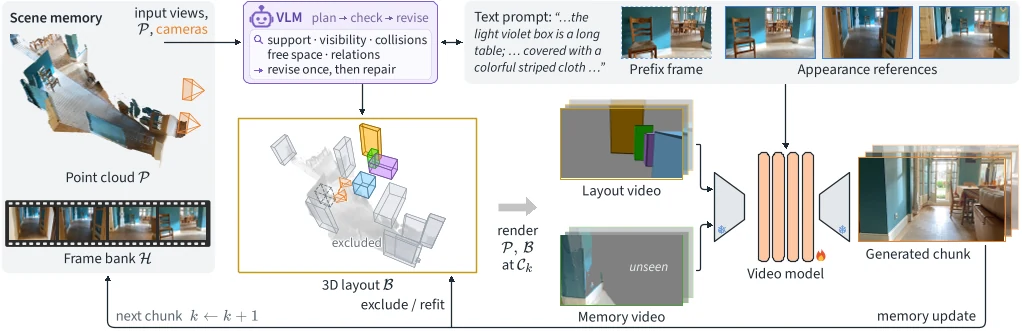 Scene memory
input views,
𝒫, cameras
Point cloud 𝒫
Frame bank ℋ
VLM plan → check → revise
support · visibility · collisions
free space · relations
→ revise once, then repair
Text prompt: “…the
light violet box is a long
table; … covered with a
colorful striped cloth …”
Prefix frame
Appearance references
excluded
3D layout ℬ
exclude / refit
render
𝒫, ℬ
at 𝒞ₖ
Layout video
unseen
Memory video
Video model
Generated chunk
next chunk k ← k + 1
memory update